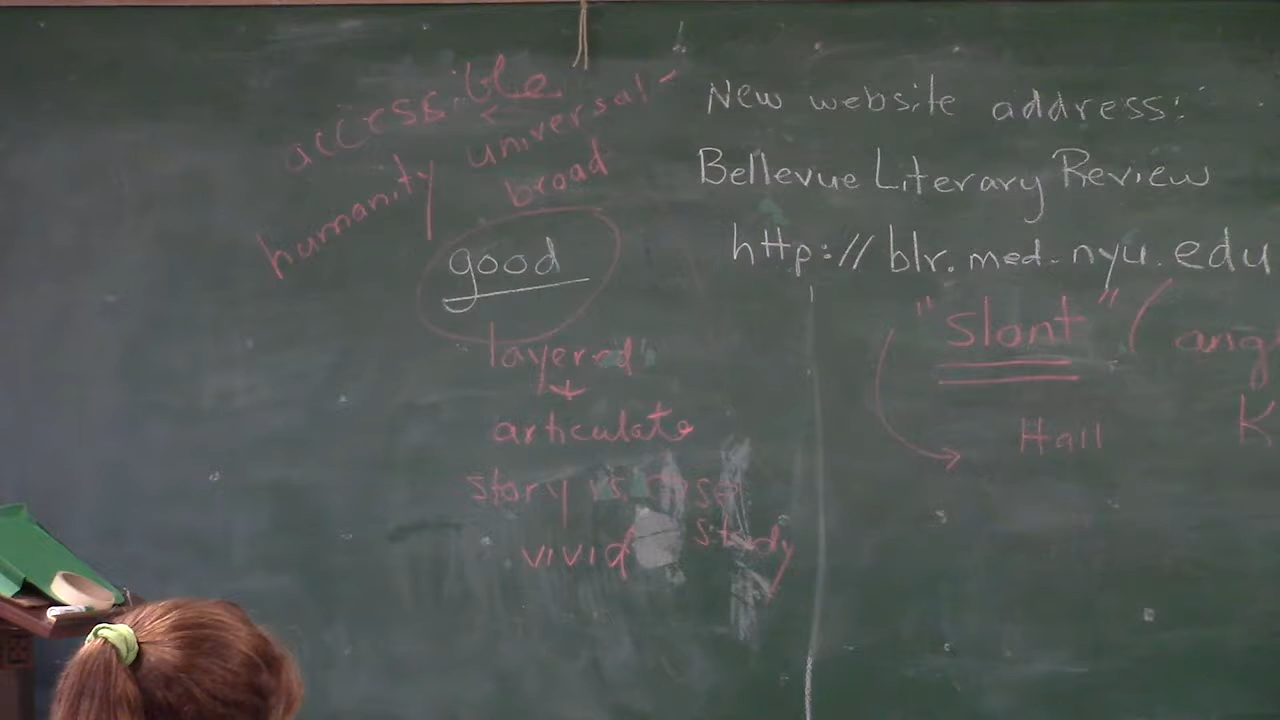 accessible
humanity universal
broad
good
layered
articulate
story vs. case
study
vivid
New website address:
Bellevue Literary Review
http://blr.med.nyu.edu
"Slant" ( ang
Hall K